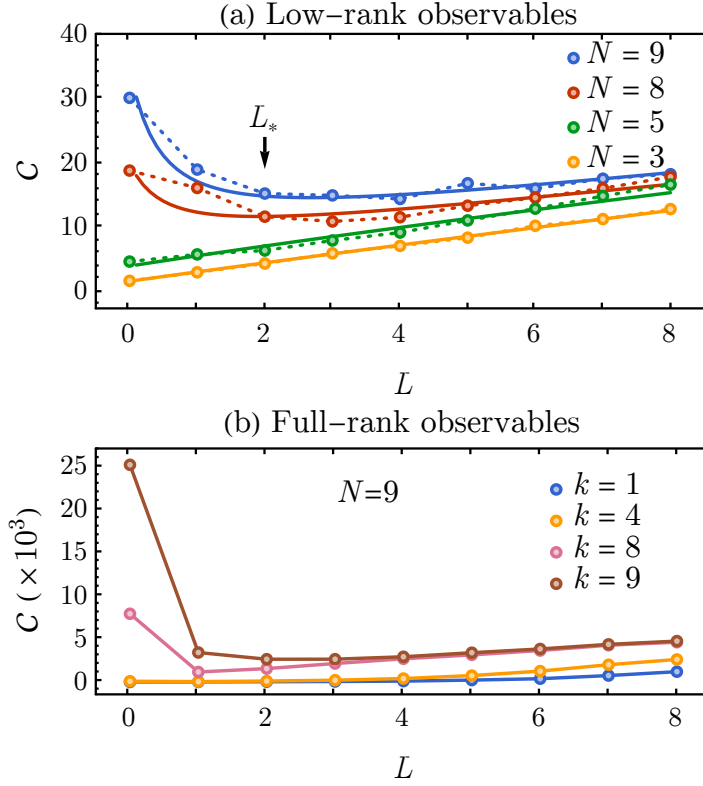 (a) Low−rank observables
40
30
20
10
0
C
L*
N = 9
N = 8
N = 5
N = 3
0 2 4 6 8
L
(b) Full−rank observables
25
20
15
10
5
0
C (×10³)
N=9
k = 1
k = 4
k = 8
k = 9
0 2 4 6 8
L